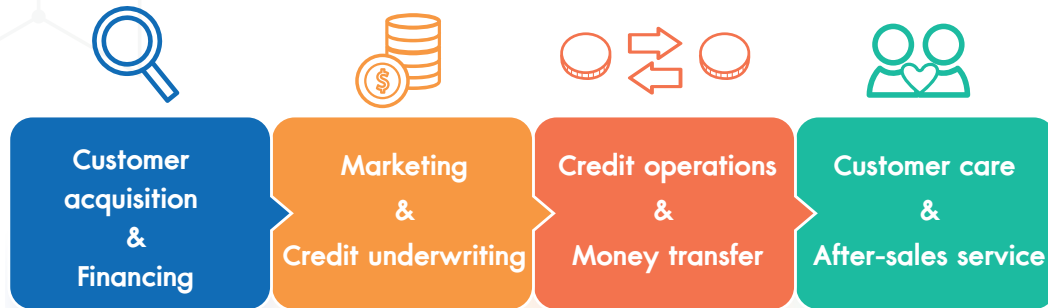 $
Customer
acquisition
&
Financing
Marketing
&
Credit underwriting
Credit operations
&
Money transfer
Customer care
&
After-sales service